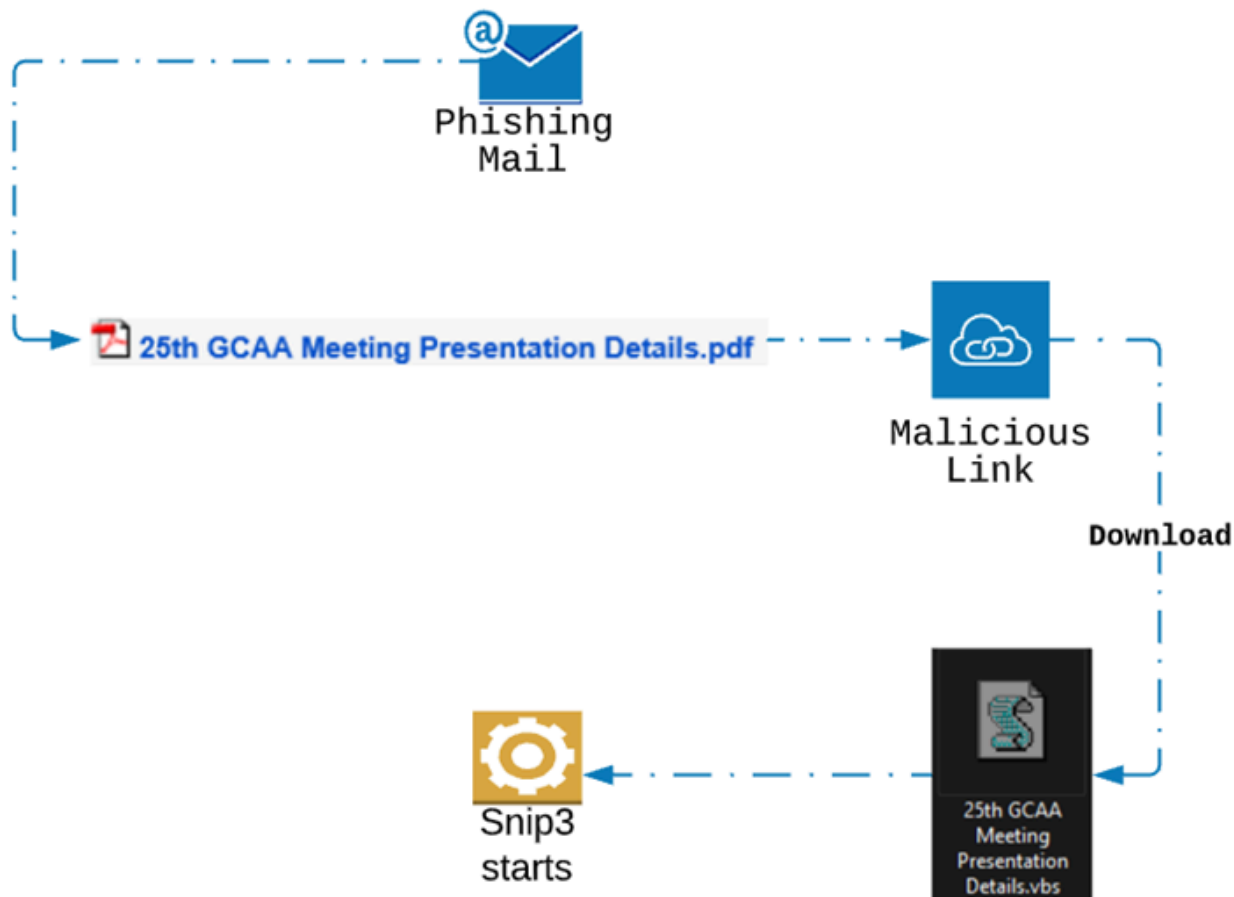 @
Phishing
Mail
25th GCAA Meeting Presentation Details.pdf
Malicious
Link
Download
25th GCAA
Meeting
Presentation
Details.vbs
Snip3
starts